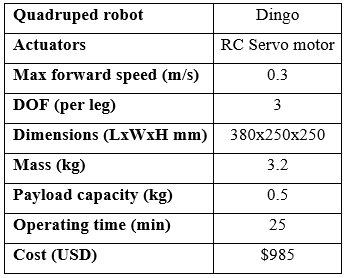 Quadruped robot Dingo
Actuators RC Servo motor
Max forward speed (m/s) 0.3
DOF (per leg) 3
Dimensions (LxWxH mm) 380x250x250
Mass (kg) 3.2
Payload capacity (kg) 0.5
Operating time (min) 25
Cost (USD) $985